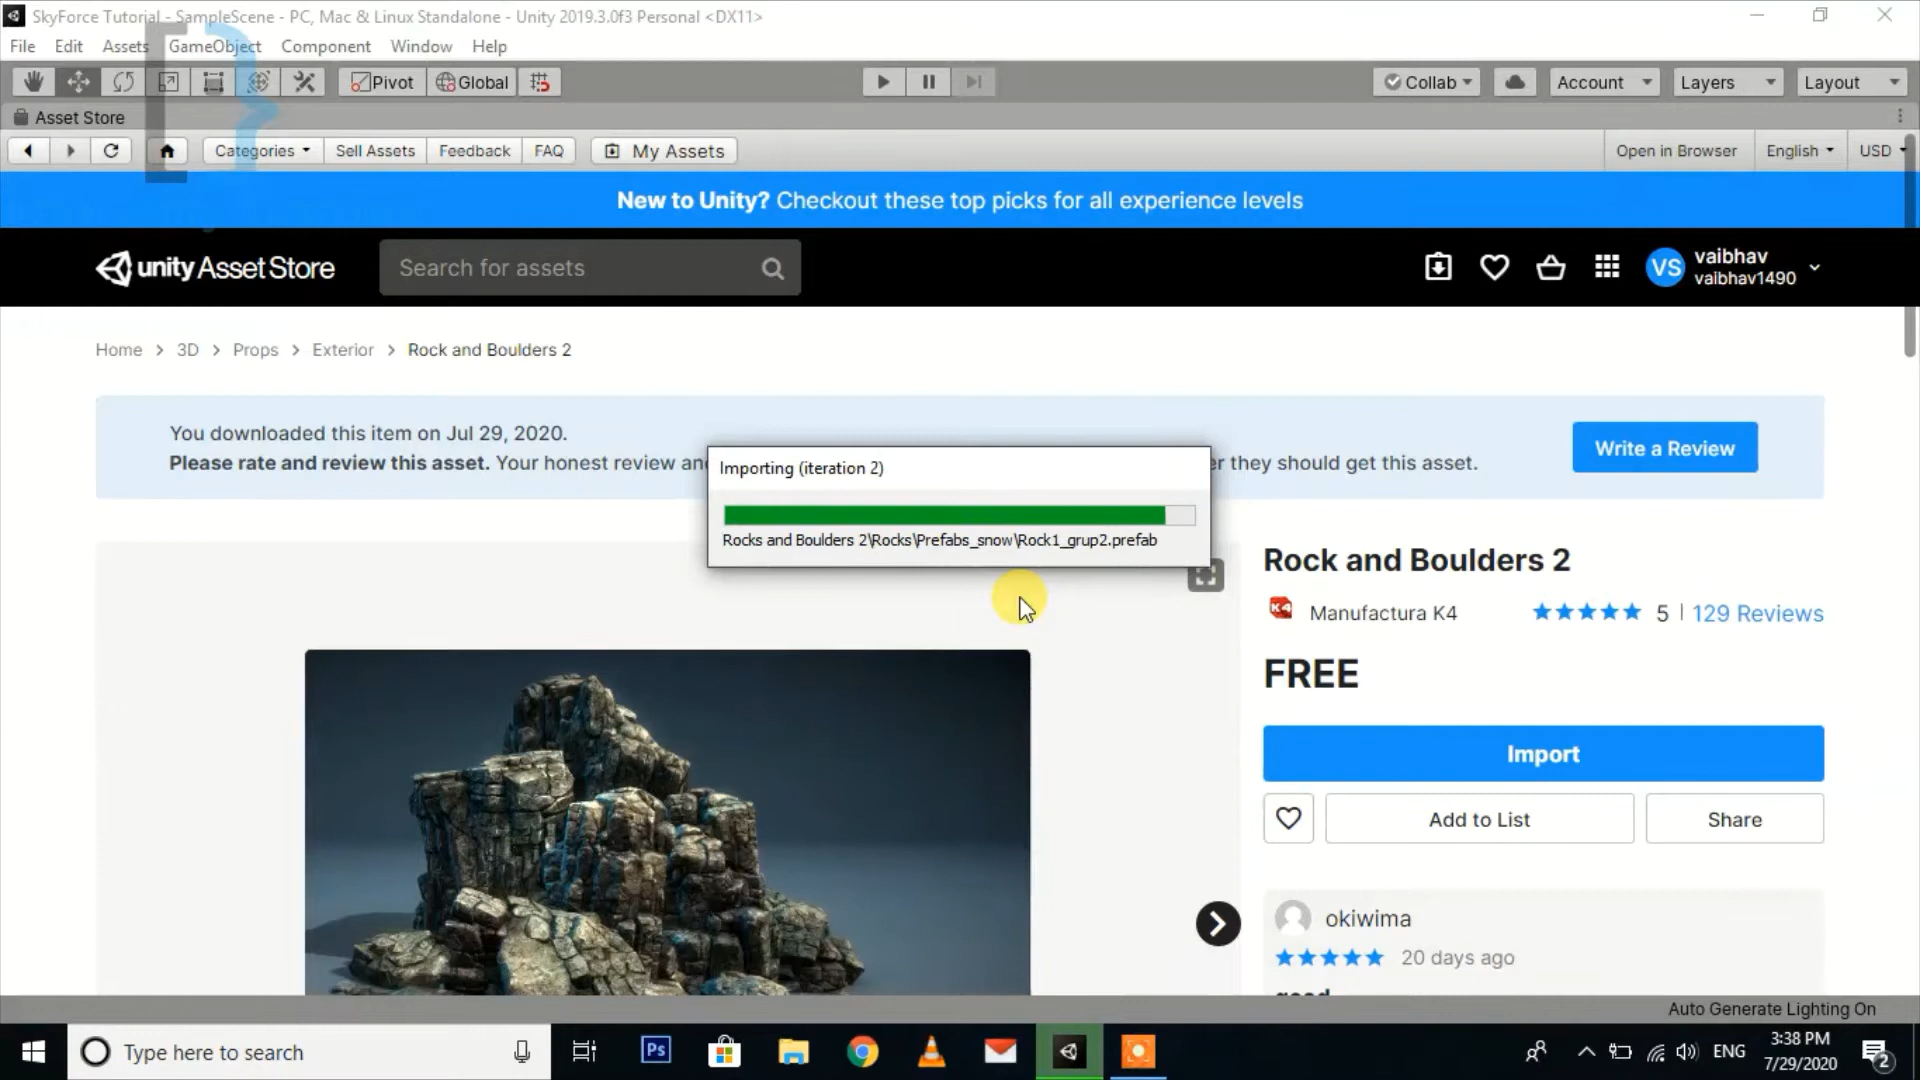 SkyForce Tutorial - SampleScene - PC, Mac & Linux Standalone - Unity 2019.3.0f3 Personal <DX11>
File Edit Assets GameObject Component Window Help
Pivot Global Collab Account Layers Layout
Asset Store
Categories Sell Assets Feedback FAQ My Assets Open in Browser English USD
New to Unity? Checkout these top picks for all experience levels
unity Asset Store Search for assets VS vaibhav
vaibhav1490
Home > 3D > Props > Exterior > Rock and Boulders 2
You downloaded this item on Jul 29, 2020.
Please rate and review this asset. Your honest review they should get this asset.
Write a Review
Importing (iteration 2)
Rocks and Boulders 2\Rocks\Prefabs_snow\Rock1_grup2.prefab
Rock and Boulders 2
K4 Manufactura K4 5 | 129 Reviews
FREE
Import
Add to List Share
okiwima
20 days ago
good
Auto Generate Lighting On
Type here to search Ps ENG 3:38 PM
7/29/2020 2